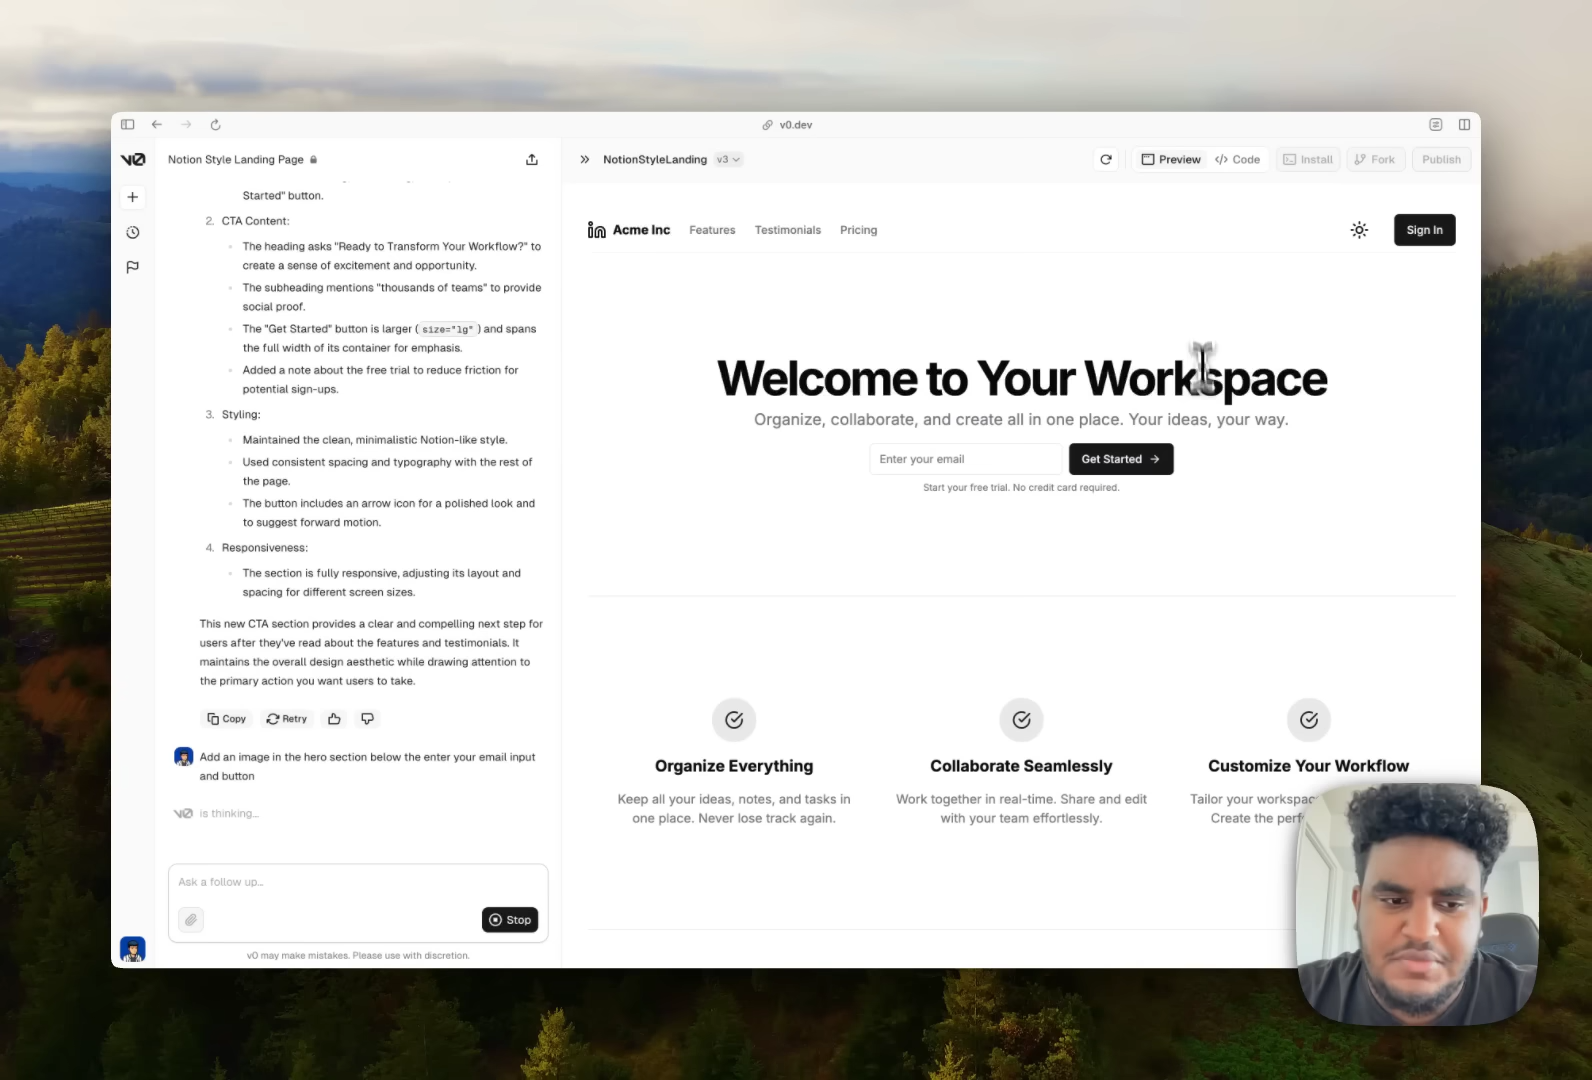 v0.dev
v0
Notion Style Landing Page
Started" button.
2. CTA Content:
The heading asks "Ready to Transform Your Workflow?" to
create a sense of excitement and opportunity.
The subheading mentions "thousands of teams" to provide
social proof.
The "Get Started" button is larger ( size="lg" ) and spans
the full width of its container for emphasis.
Added a note about the free trial to reduce friction for
potential sign-ups.
3. Styling:
Maintained the clean, minimalistic Notion-like style.
Used consistent spacing and typography with the rest of
the page.
The button includes an arrow icon for a polished look and
to suggest forward motion.
4. Responsiveness:
The section is fully responsive, adjusting its layout and
spacing for different screen sizes.
This new CTA section provides a clear and compelling next step for
users after they've read about the features and testimonials. It
maintains the overall design aesthetic while drawing attention to
the primary action you want users to take.
Copy Retry
Add an image in the hero section below the enter your email input
and button
v0 is thinking...
Ask a follow up...
Stop
v0 may make mistakes. Please use with discretion.
NotionStyleLanding v3
Preview </> Code Install Fork Publish
Acme Inc Features Testimonials Pricing Sign In
Welcome to Your Workspace
Organize, collaborate, and create all in one place. Your ideas, your way.
Enter your email Get Started →
Start your free trial. No credit card required.
Organize Everything
Keep all your ideas, notes, and tasks in
one place. Never lose track again.
Collaborate Seamlessly
Work together in real-time. Share and edit
with your team effortlessly.
Customize Your Workflow
Tailor your
Create the